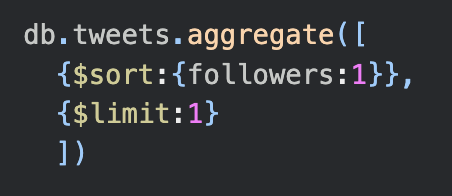 db.tweets.aggregate([
{$sort:{followers:1}},
{$limit:1}
])